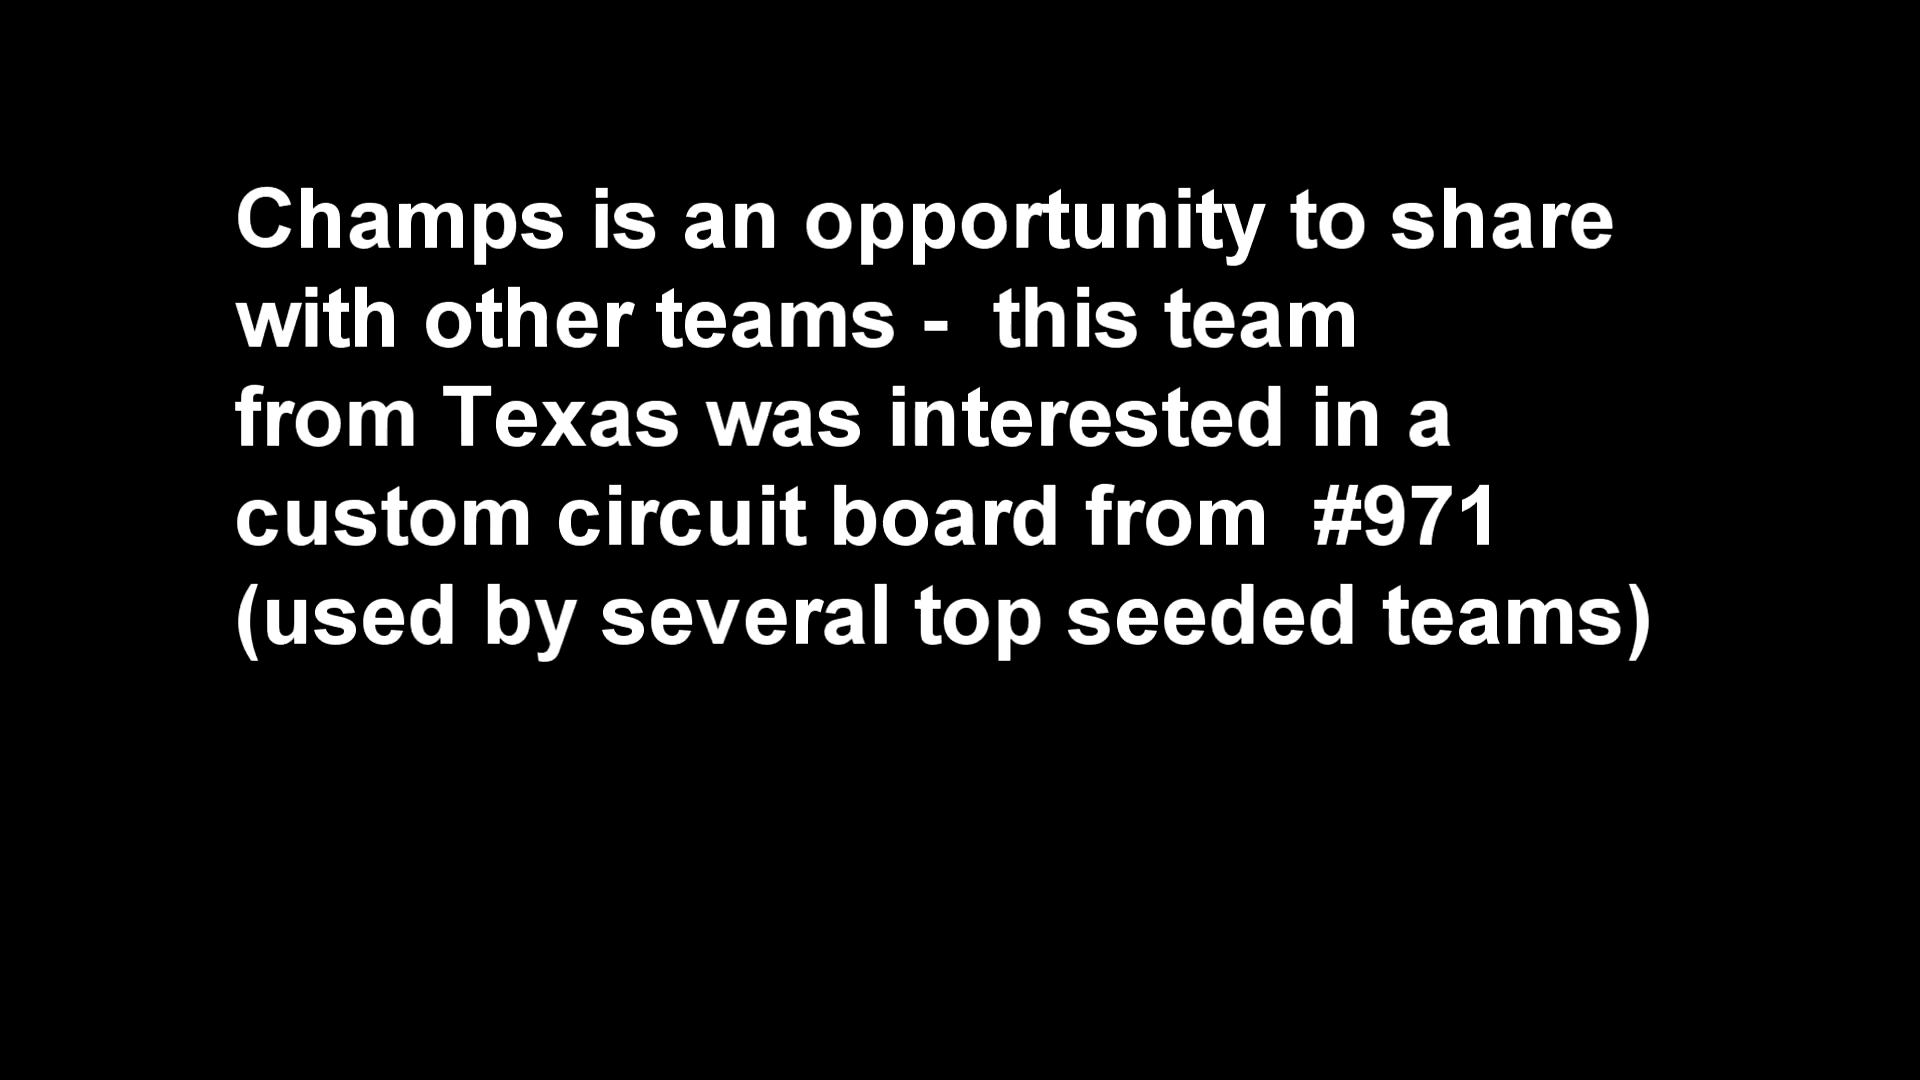 Champs is an opportunity to share
with other teams -  this team
from Texas was interested in a
custom circuit board from  #971
(used by several top seeded teams)